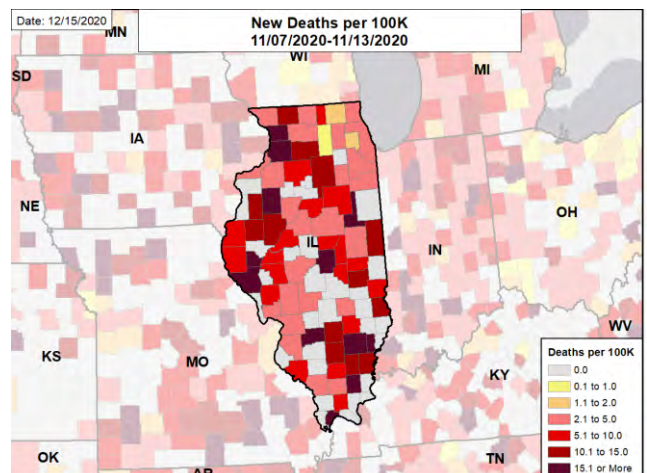 Date: 12/15/2020
New Deaths per 100K
11/07/2020-11/13/2020
MN
WI
SD
MI
IA
NE
OH
IL
IN
WV
KS
MO
KY
OK
AR
TN
Deaths per 100K
0.0
0.1 to 1.0
1.1 to 2.0
2.1 to 5.0
5.1 to 10.0
10.1 to 15.0
15.1 or More